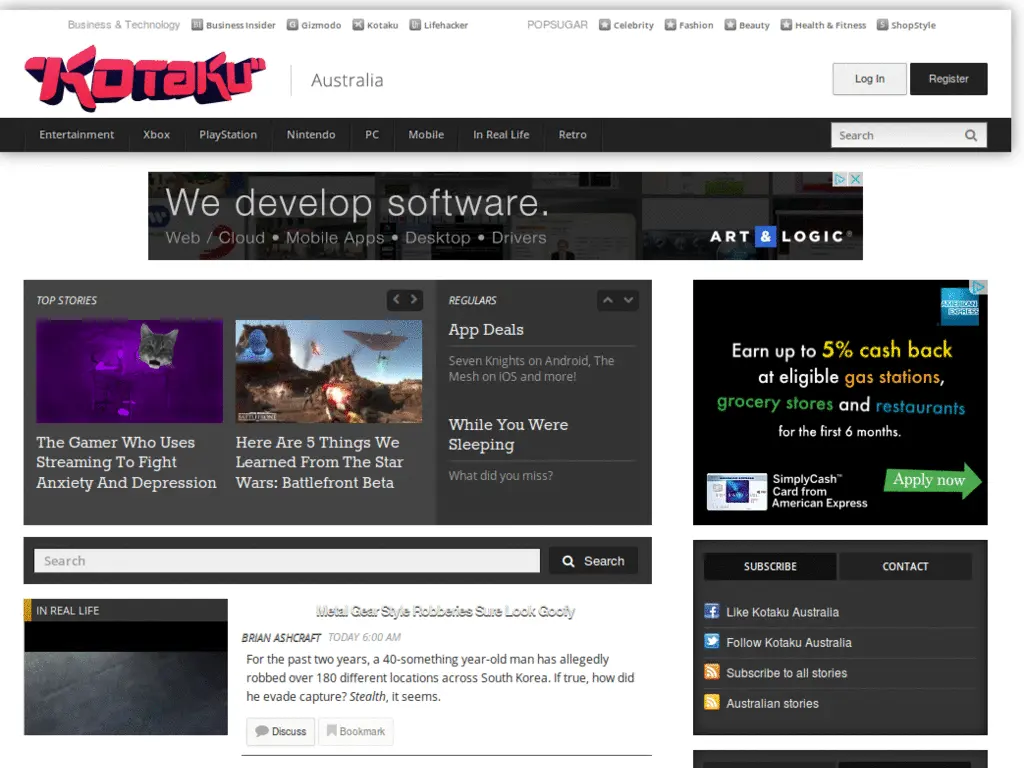 Business & Technology Business Insider Gizmodo Kotaku Lifehacker POPSUGAR Celebrity Fashion Beauty Health & Fitness ShopStyle
KOTAKU
Australia
Log In
Register
Entertainment Xbox PlayStation Nintendo PC Mobile In Real Life Retro
Search
We develop software.
Web / Cloud • Mobile Apps • Desktop • Drivers
ART & LOGIC®
TOP STORIES
The Gamer Who Uses
Streaming To Fight
Anxiety And Depression
Here Are 5 Things We
Learned From The Star
Wars: Battlefront Beta
REGULARS
App Deals
Seven Knights on Android, The
Mesh on iOS and more!
While You Were
Sleeping
What did you miss?
AMERICAN
EXPRESS
Earn up to 5% cash back
at eligible gas stations,
grocery stores and restaurants
for the first 6 months.
SimplyCash™
Card from
American Express
Apply now
Search
Search
IN REAL LIFE
Metal Gear Style Robberies Sure Look Goofy
BRIAN ASHCRAFT TODAY 6:00 AM
For the past two years, a 40-something year-old man has allegedly
robbed over 180 different locations across South Korea. If true, how did
he evade capture? Stealth, it seems.
Discuss
Bookmark
SUBSCRIBE
CONTACT
Like Kotaku Australia
Follow Kotaku Australia
Subscribe to all stories
Australian stories